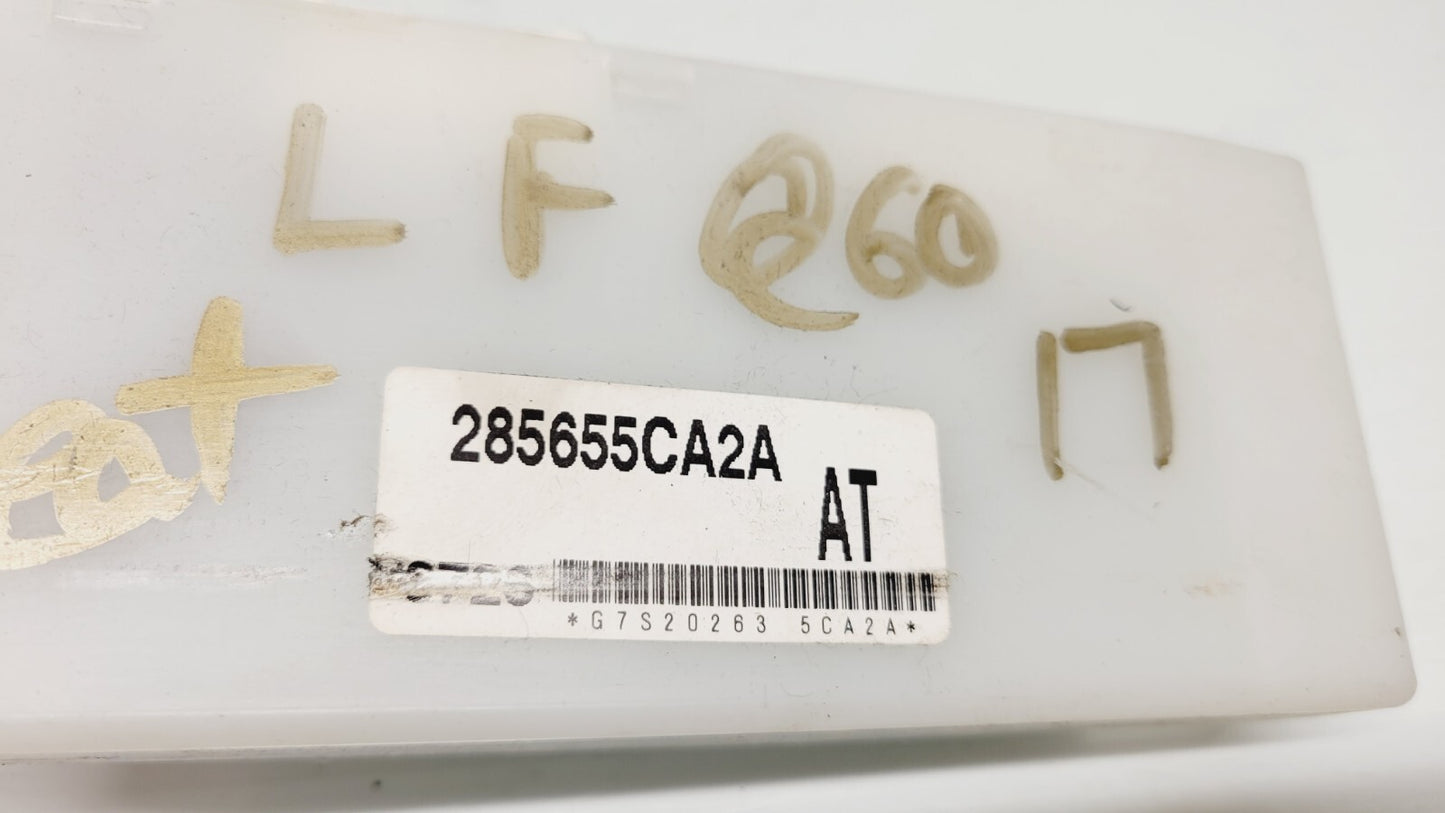 L F Q60
17
285655CA2A
AT
*G7S20263 5CA2A*